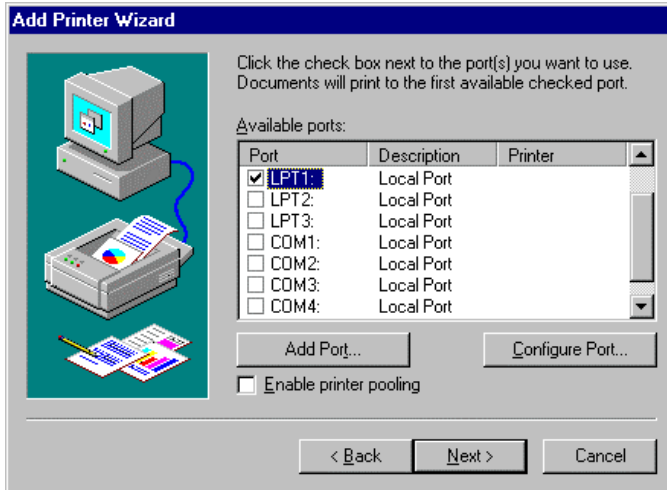 Add Printer Wizard
Click the check box next to the port(s) you want to use.
Documents will print to the first available checked port.
Available ports:
Port Description Printer
LPT1: Local Port
LPT2: Local Port
LPT3: Local Port
COM1: Local Port
COM2: Local Port
COM3: Local Port
COM4: Local Port
Add Port... Configure Port...
Enable printer pooling
< Back Next > Cancel